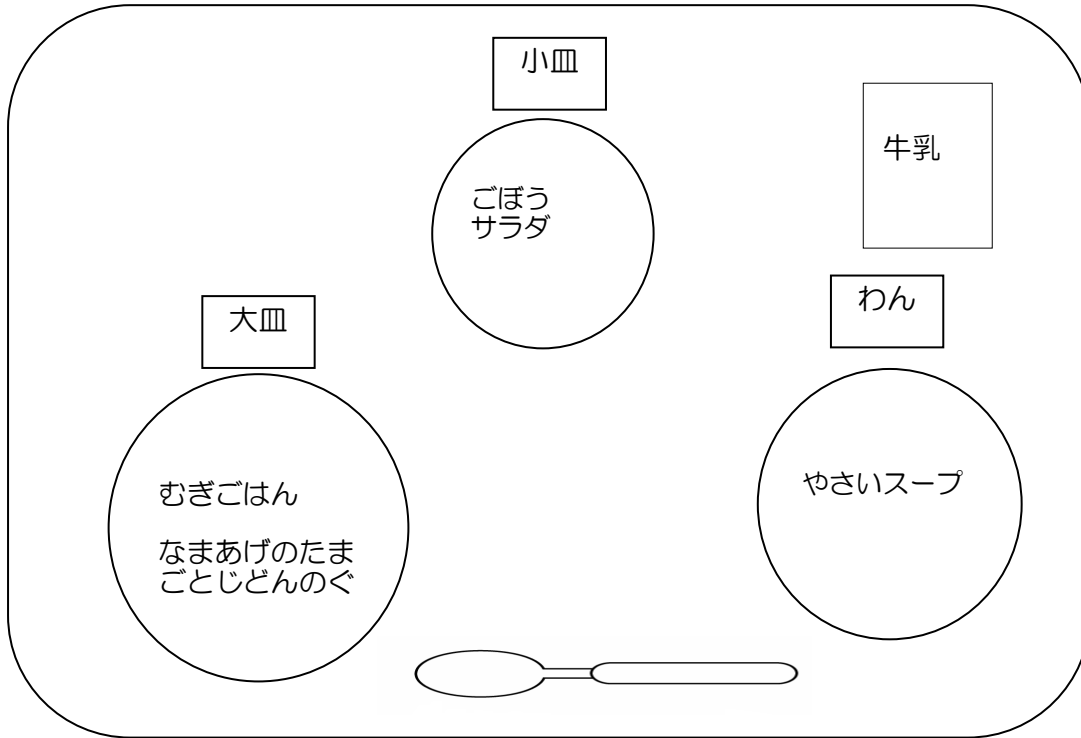 小皿
ごぼう
サラダ
牛乳
大皿
むぎごはん
なまあげのたま
ごとじどんのぐ
わん
やさいスープ